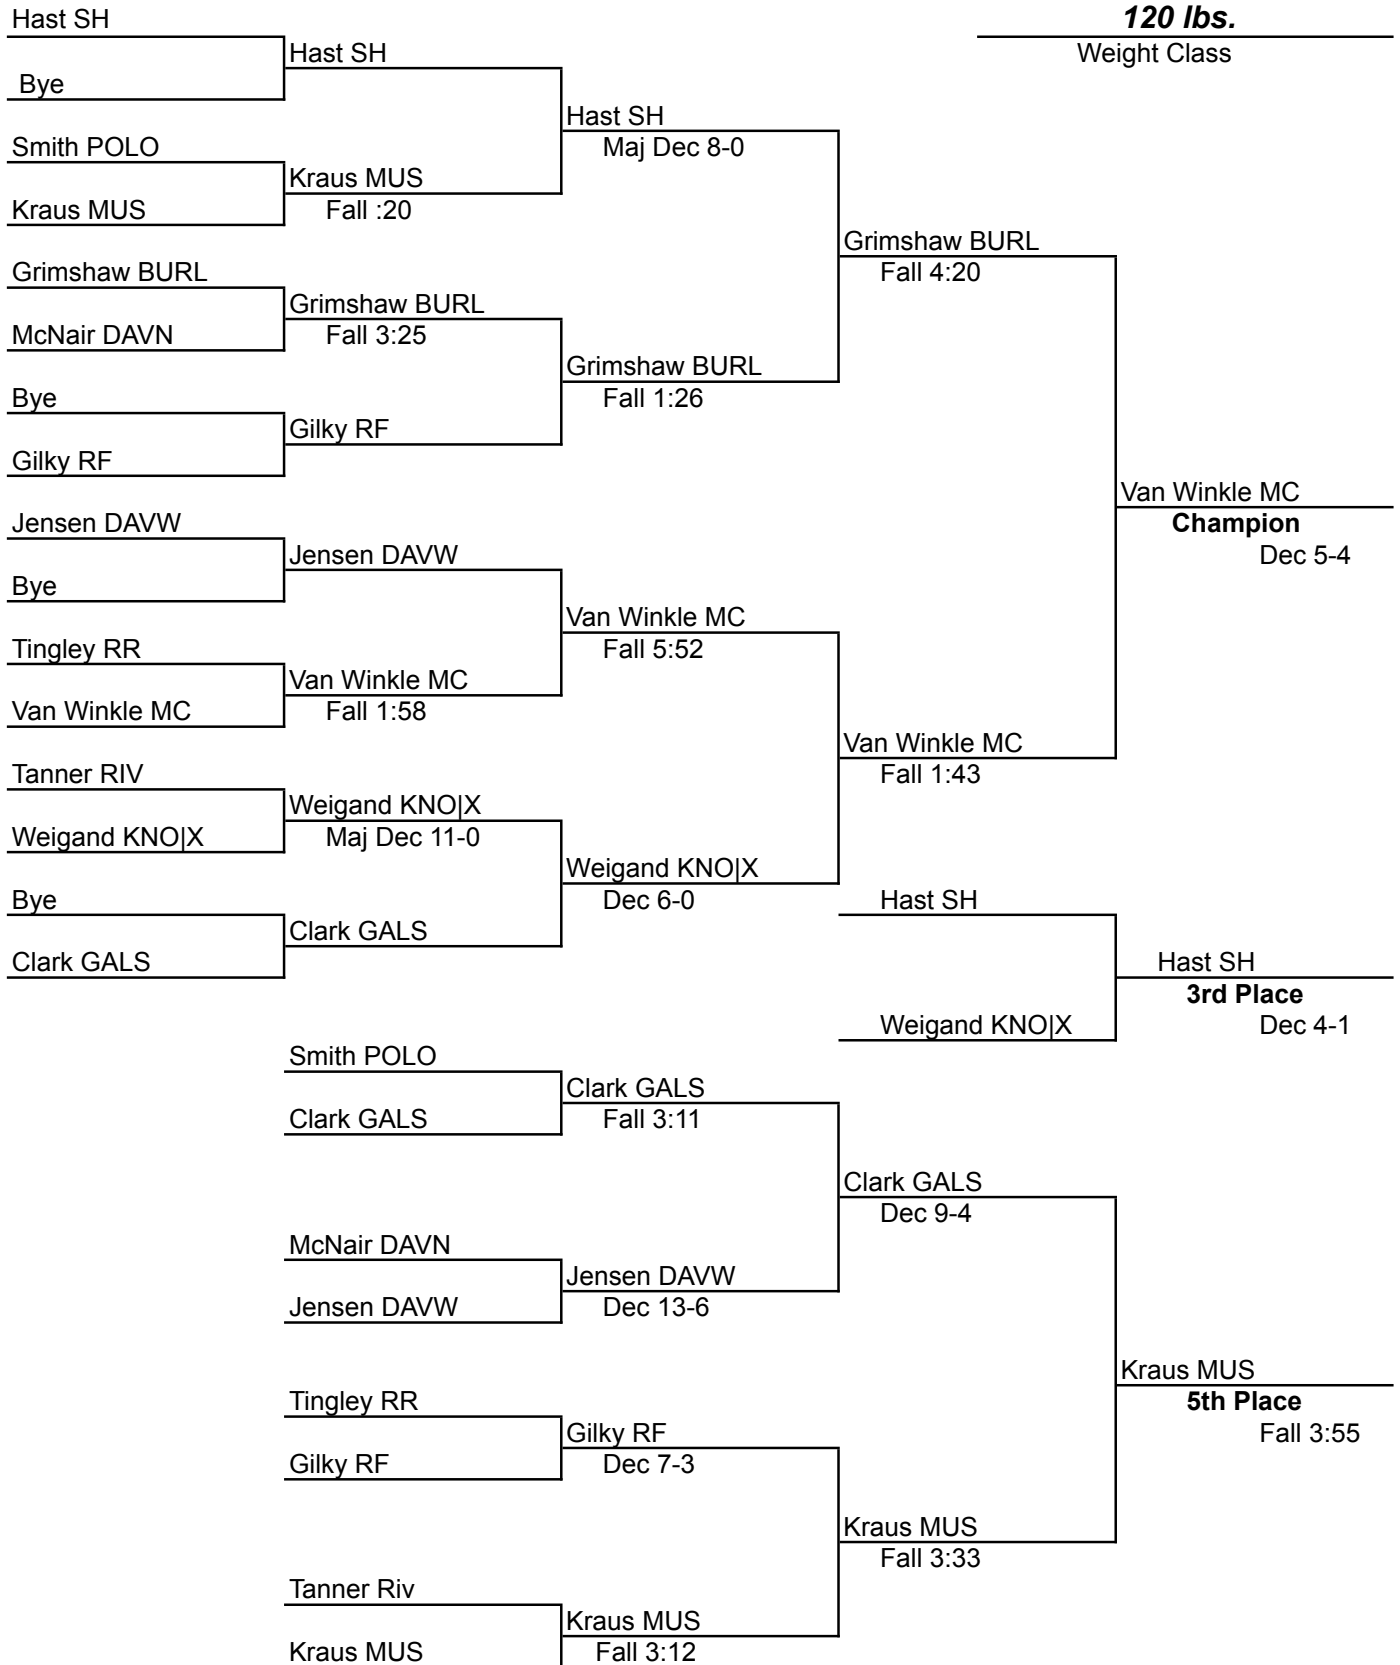 Hast SH
120 lbs.
Hast SH
Weight Class
Bye
Hast SH
Smith POLO
Maj Dec 8-0
Kraus MUS
Kraus MUS
Fall :20
Grimshaw BURL
Grimshaw BURL
Fall 4:20
Grimshaw BURL
McNair DAVN
Fall 3:25
Grimshaw BURL
Bye
Fall 1:26
Gilky RF
Gilky RF
Van Winkle MC
Jensen DAVW
Champion
Jensen DAVW
Dec 5-4
Bye
Van Winkle MC
Tingley RR
Fall 5:52
Van Winkle MC
Van Winkle MC
Fall 1:58
Van Winkle MC
Tanner RIV
Fall 1:43
Weigand KNO|X
Weigand KNO|X
Maj Dec 11-0
Weigand KNO|X
Bye
Dec 6-0
Hast SH
Clark GALS
Clark GALS
Hast SH
3rd Place
Weigand KNO|X
Dec 4-1
Smith POLO
Clark GALS
Clark GALS
Fall 3:11
Clark GALS
Dec 9-4
McNair DAVN
Jensen DAVW
Jensen DAVW
Dec 13-6
Kraus MUS
Tingley RR
5th Place
Gilky RF
Fall 3:55
Gilky RF
Dec 7-3
Kraus MUS
Fall 3:33
Tanner Riv
Kraus MUS
Kraus MUS
Fall 3:12